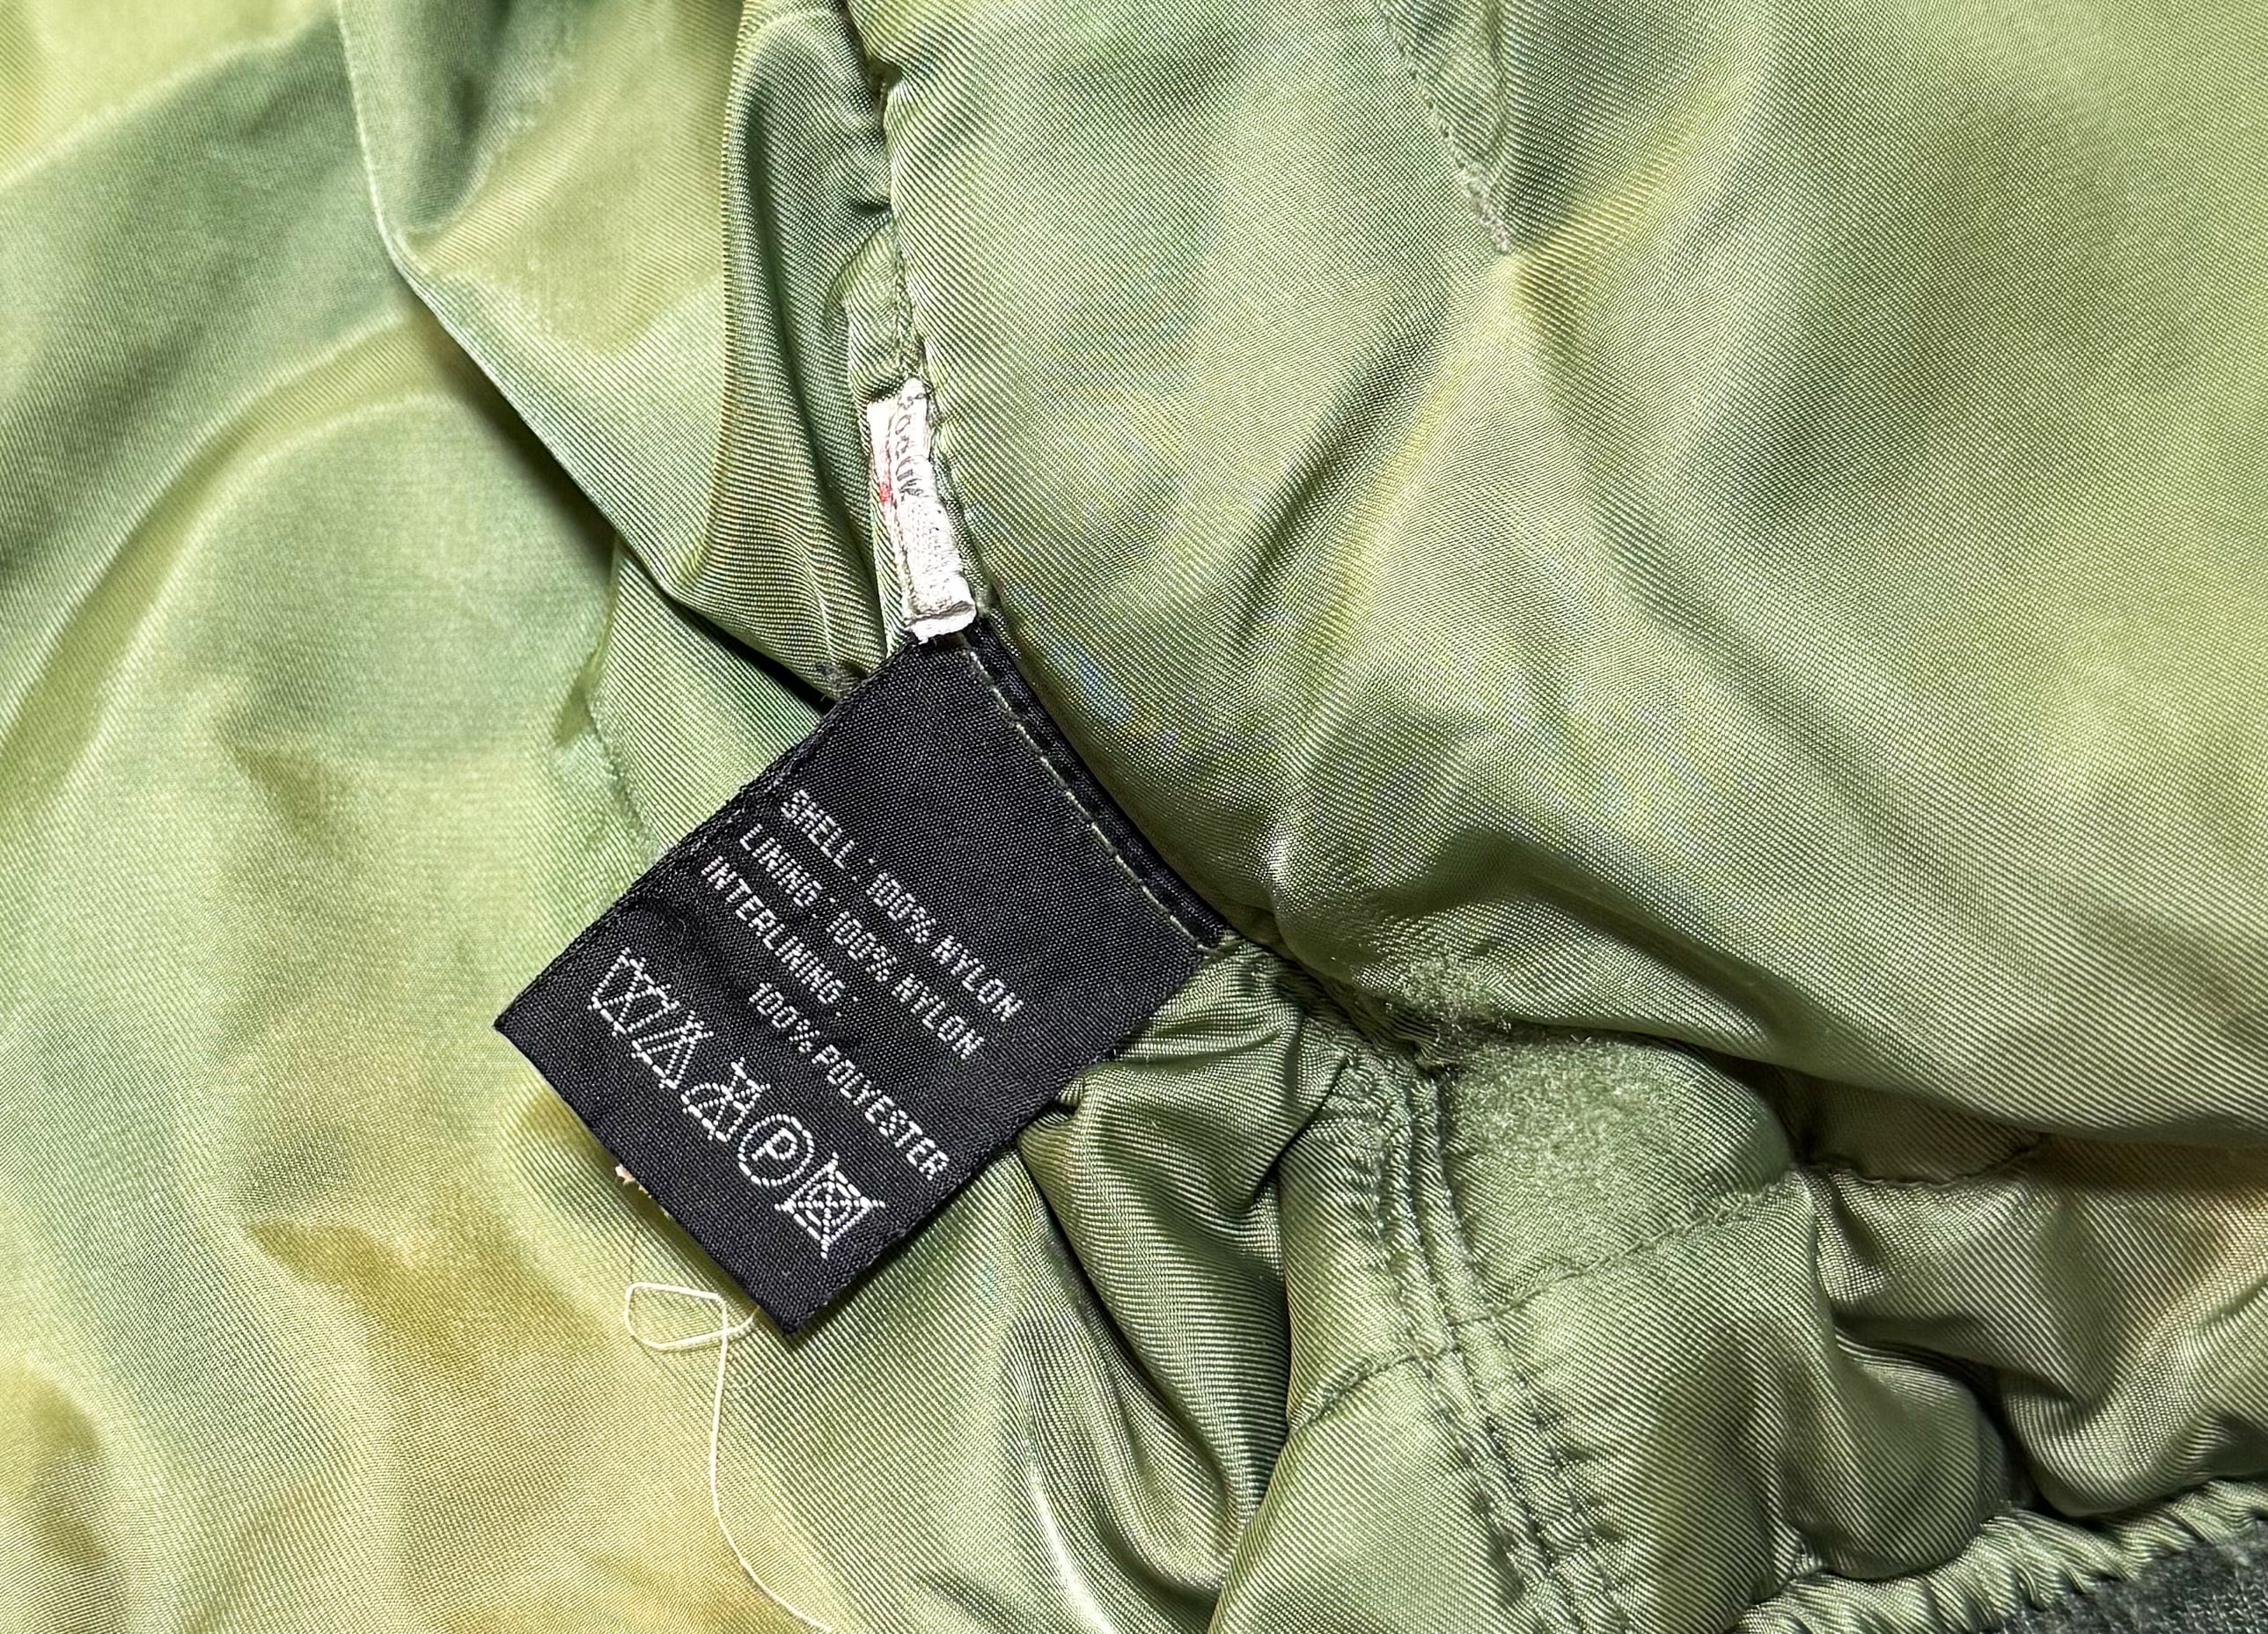 SHELL : 100% NYLON
LINING : 100% NYLON
INTERLINING :
100% POLYESTER
P